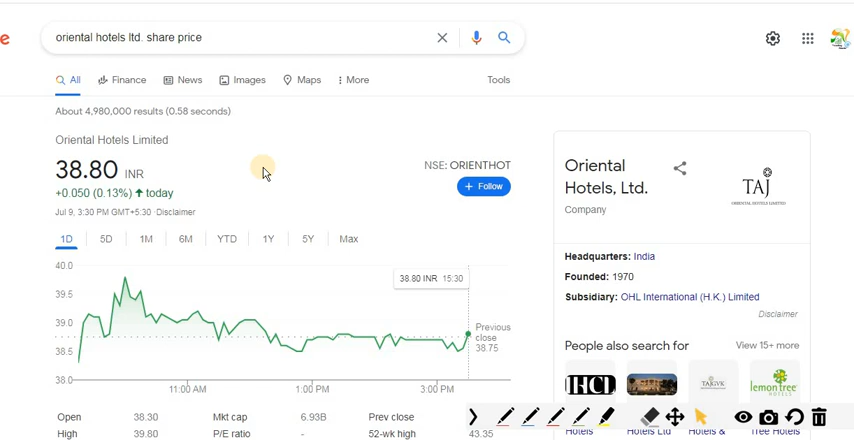 oriental hotels ltd. share price
All
Finance
News
Images
Maps
More
Tools
About 4,980,000 results (0.58 seconds)
Oriental Hotels Limited
38.80 INR
+0.050 (0.13%) ↑ today
Jul 9, 3:30 PM GMT+5:30 · Disclaimer
NSE: ORIENTHOT
+ Follow
1D
5D
1M
6M
YTD
1Y
5Y
Max
40.0
39.5
39.0
38.5
38.0
38.80 INR 15:30
Previous
close
38.75
11:00 AM
1:00 PM
3:00 PM
Open 38.30 Mkt cap 6.93B Prev close
High 39.80 P/E ratio - 52-wk high 43.35
Oriental
Hotels, Ltd.
Company
TAJ
ORIENTAL HOTELS LIMITED
Headquarters: India
Founded: 1970
Subsidiary: OHL International (H.K.) Limited
Disclaimer
People also search for
View 15+ more
IHCL
TAJGVK
lemon tree
HOTELS
Hotels
Hotels Ltd
Hotels &
Tree Hotels